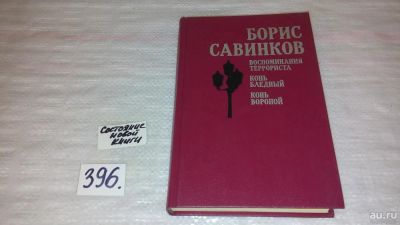 БОРИС
САВИНКОВ
ВОСПОМИНАНИЯ
ТЕРРОРИСТА
КОНЬ
БЛЕДНЫЙ
КОНЬ
ВОРОНОЙ
Состояние
новой
книги
396.
au.ru